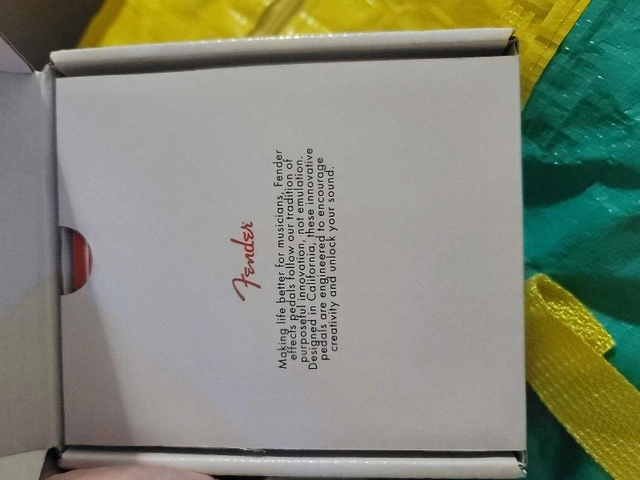 Fender
Making life better for musicians, Fender
effects pedals follow our tradition of
purposeful innovation, not emulation.
Designed in California, these innovative
pedals are engineered to encourage
creativity and unlock your sound.